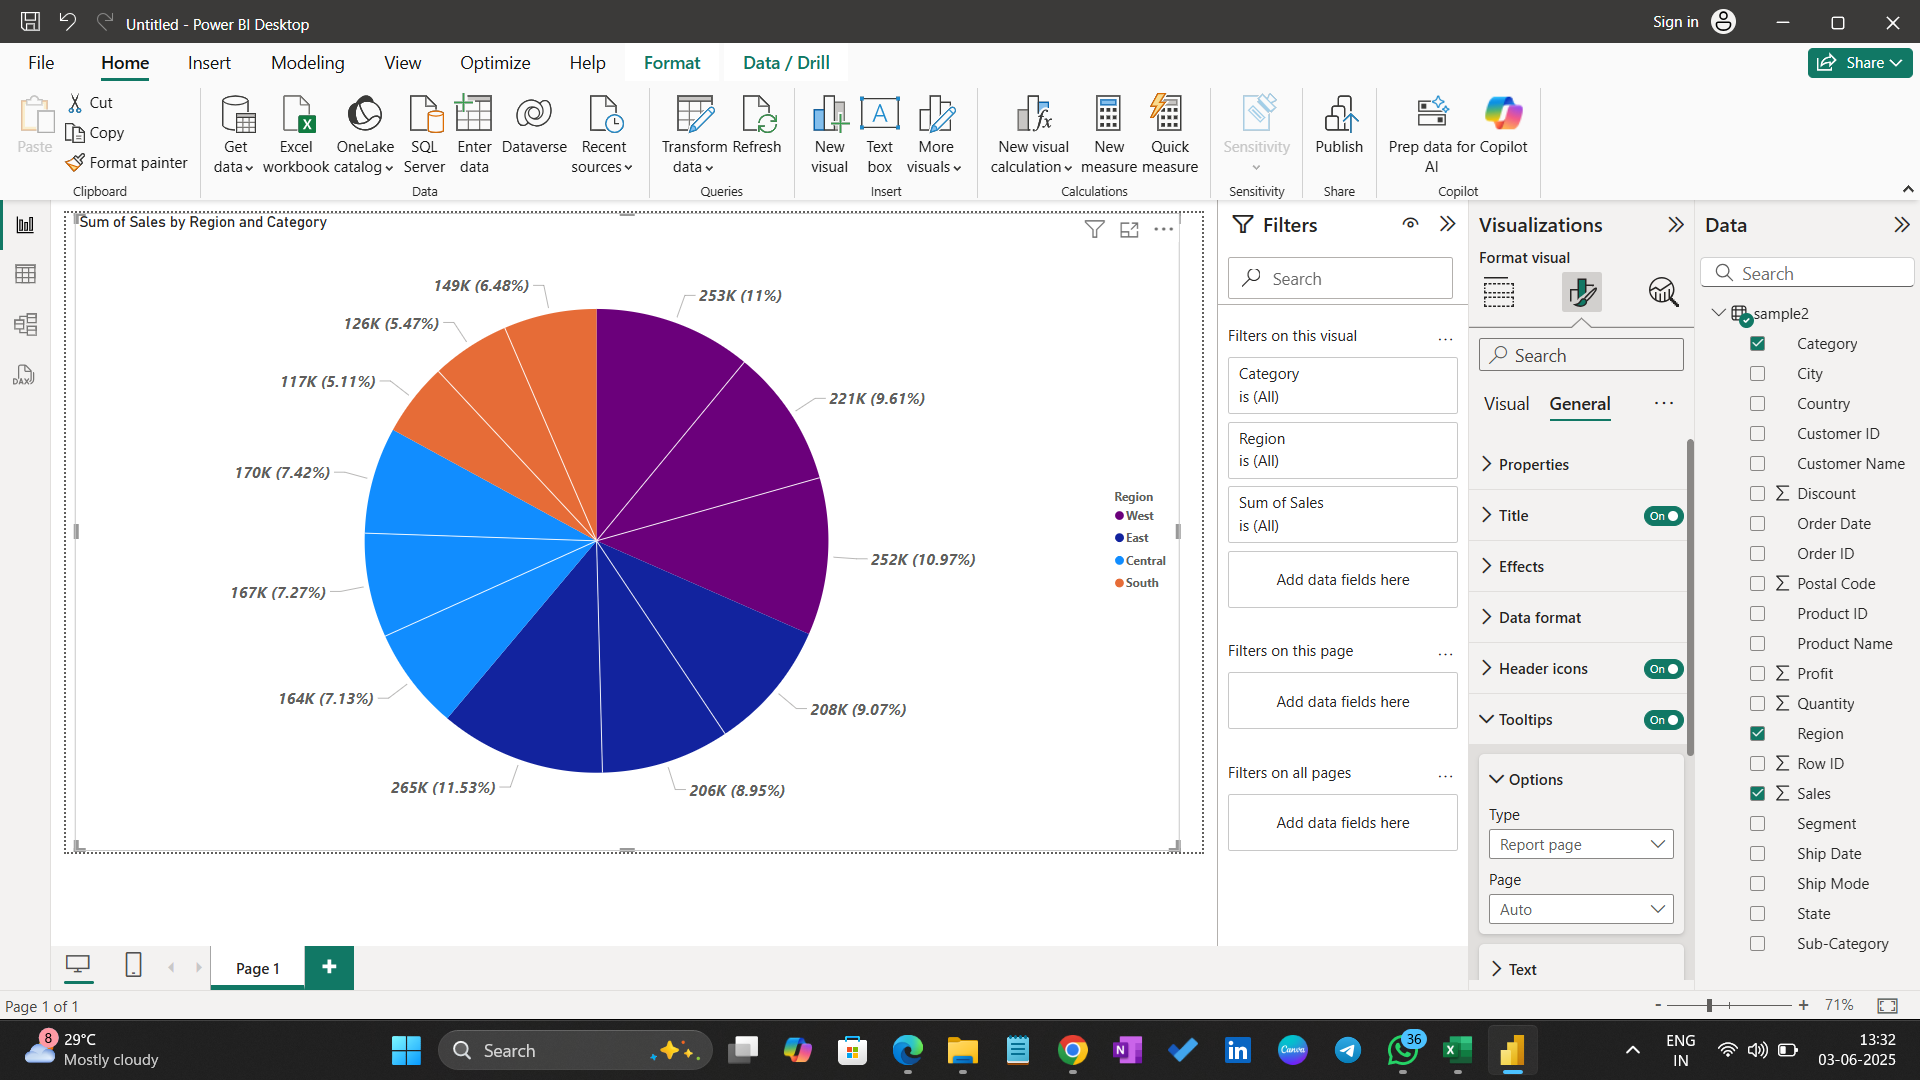 Untitled - Power BI Desktop
Sign in
File Home Insert Modeling View Optimize Help Format Data / Drill
Share
Paste
Cut
Copy
Format painter
Clipboard
Get data
Excel workbook
OneLake catalog
SQL Server
Enter data
Dataverse
Recent sources
Data
Transform data
Refresh
Queries
New visual
Text box
More visuals
Insert
New visual calculation
New measure
Quick measure
Calculations
Sensitivity
Sensitivity
Publish
Share
Prep data for AI
Copilot
Copilot
DAX
Sum of Sales by Region and Category
149K (6.48%)
253K (11%)
126K (5.47%)
117K (5.11%)
221K (9.61%)
170K (7.42%)
252K (10.97%)
167K (7.27%)
164K (7.13%)
208K (9.07%)
265K (11.53%)
206K (8.95%)
Region
West
East
Central
South
Filters
Search
Filters on this visual
Category
is (All)
Region
is (All)
Sum of Sales
is (All)
Add data fields here
Filters on this page
Add data fields here
Filters on all pages
Add data fields here
Visualizations
Format visual
Search
Visual General
Properties
Title On
Effects
Data format
Header icons On
Tooltips On
Options
Type
Report page
Page
Auto
Text
Data
Search
sample2
Category
City
Country
Customer ID
Customer Name
Discount
Order Date
Order ID
Postal Code
Product ID
Product Name
Profit
Quantity
Region
Row ID
Sales
Segment
Ship Date
Ship Mode
State
Sub-Category
Page 1
Page 1 of 1
- + 71%
8
29°C
Mostly cloudy
Search
Canva
36
ENG
IN
13:32
03-06-2025